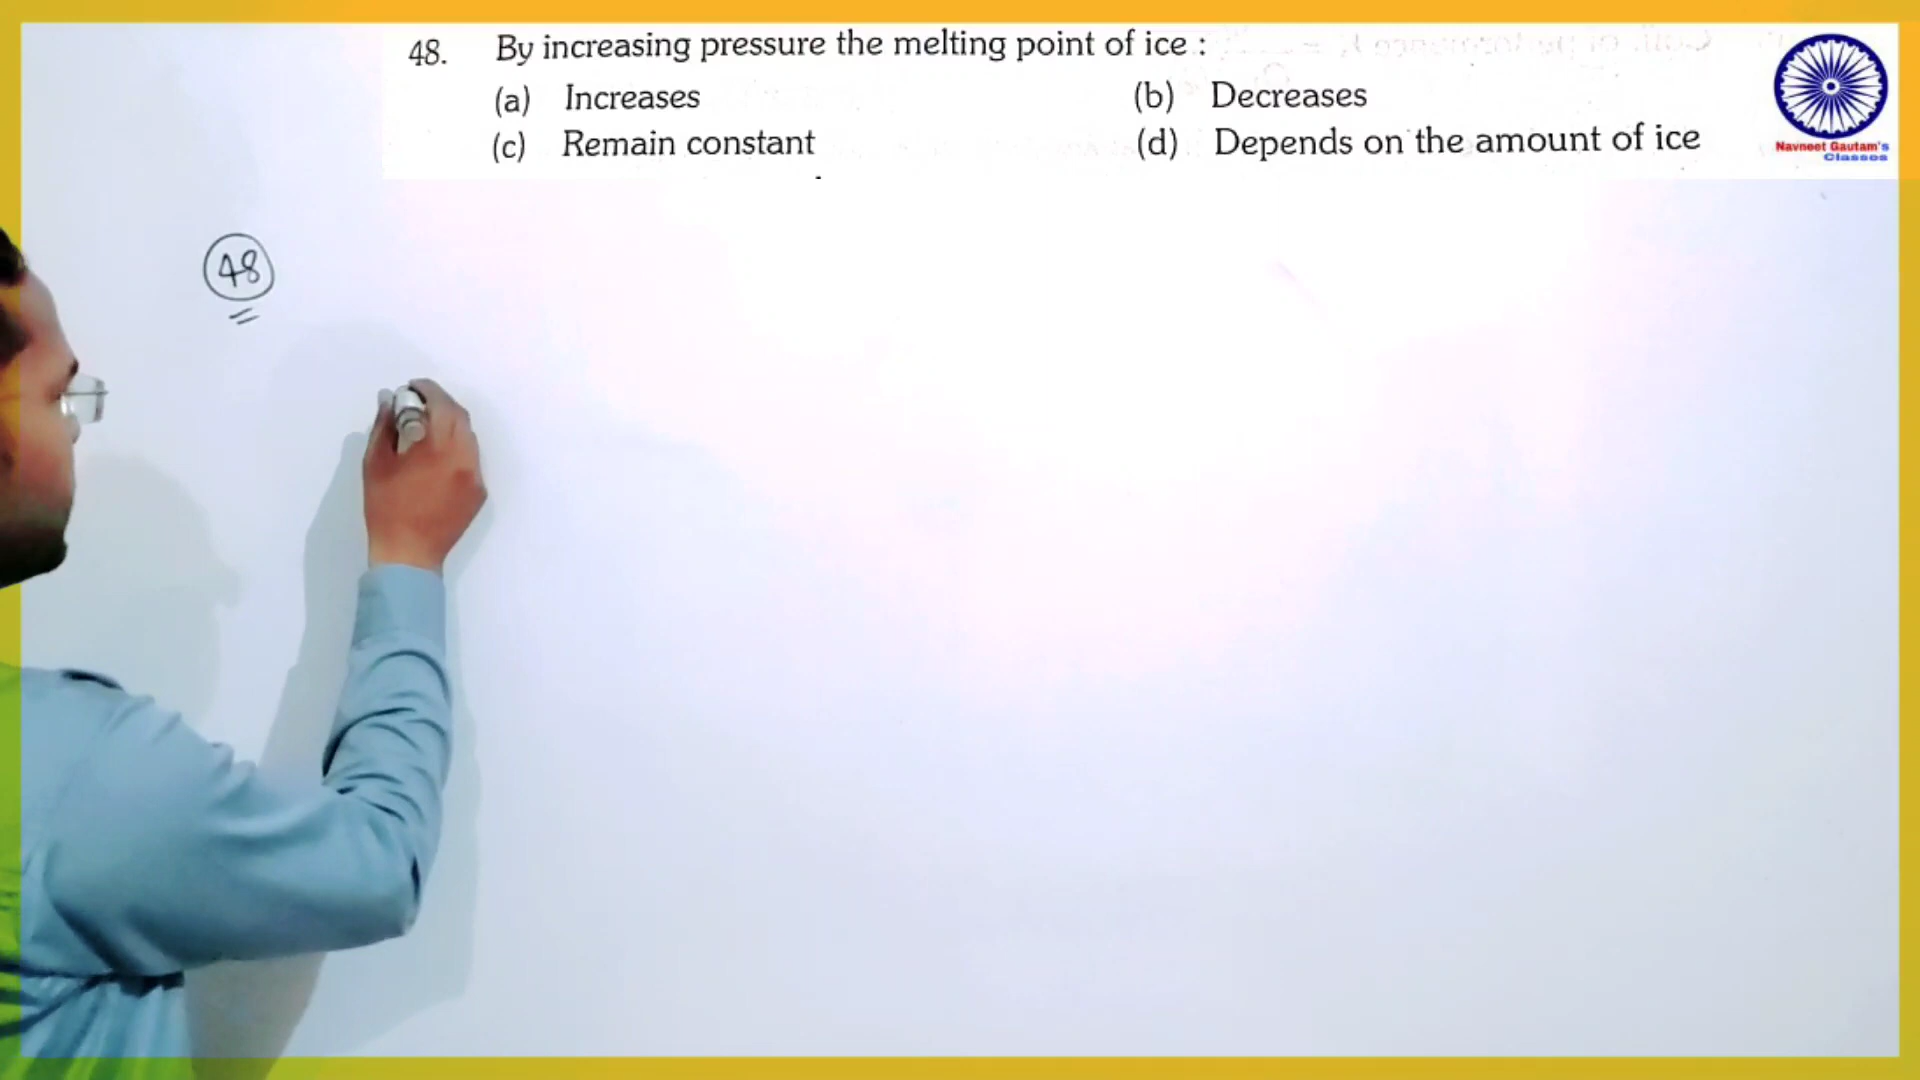 48. By increasing pressure the melting point of ice :
(a) Increases (b) Decreases
(c) Remain constant (d) Depends on the amount of ice
Navneet Gautam's
Classes
48